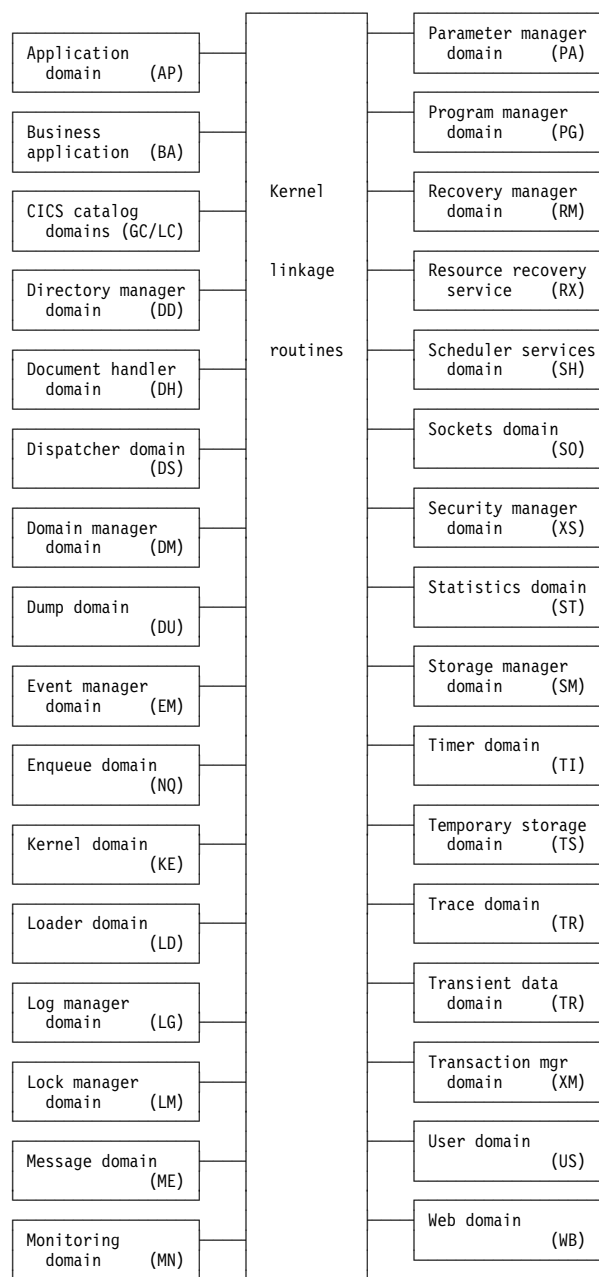 Application
domain (AP)
Business
application (BA)
CICS catalog
domains (GC/LC)
Directory manager
domain (DD)
Document handler
domain (DH)
Dispatcher domain
(DS)
Domain manager
domain (DM)
Dump domain
(DU)
Event manager
domain (EM)
Enqueue domain
(NQ)
Kernel domain
(KE)
Loader domain
(LD)
Log manager
domain (LG)
Lock manager
domain (LM)
Message domain
(ME)
Monitoring
domain (MN)
Kernel
linkage
routines
Parameter manager
domain (PA)
Program manager
domain (PG)
Recovery manager
domain (RM)
Resource recovery
service (RX)
Scheduler services
domain (SH)
Sockets domain
(SO)
Security manager
domain (XS)
Statistics domain
(ST)
Storage manager
domain (SM)
Timer domain
(TI)
Temporary storage
domain (TS)
Trace domain
(TR)
Transient data
domain (TR)
Transaction mgr
domain (XM)
User domain
(US)
Web domain
(WB)